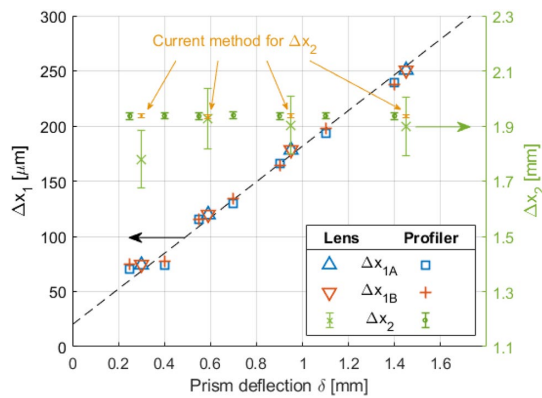 300
250
200
150
100
50
0
Δx₁ [μm]
Current method for Δx₂
2.3
2.1
1.9
1.7
1.5
1.3
1.1
Δx₂ [mm]
Lens Profiler
Δx₁A
Δx₁B
Δx₂
0 0.2 0.4 0.6 0.8 1 1.2 1.4 1.6
Prism deflection δ [mm]